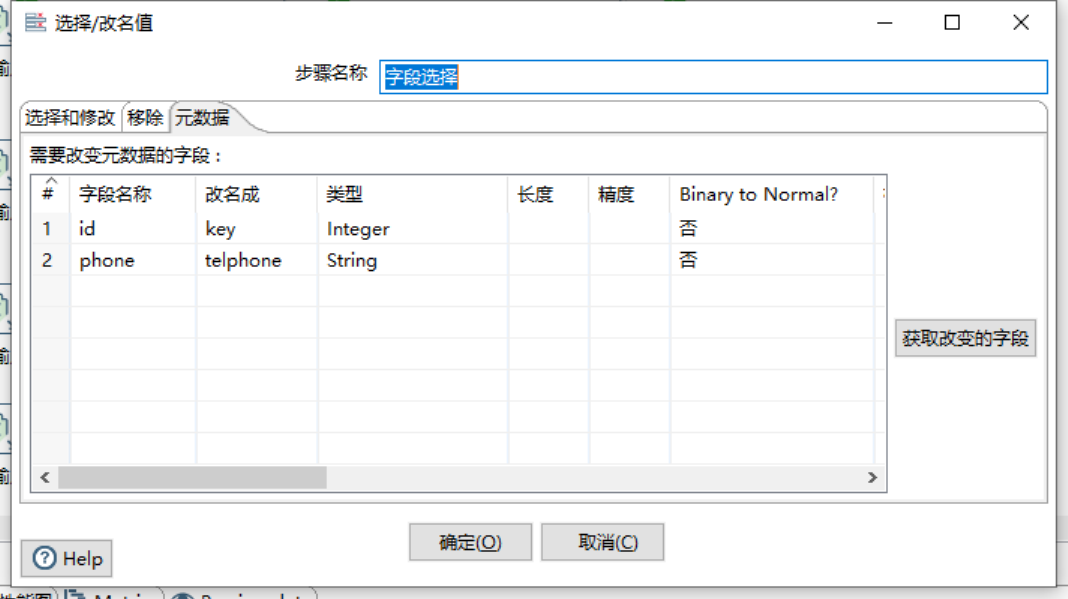 选择/改名值
步骤名称 字段选择
选择和修改 移除 元数据
需要改变元数据的字段：
# 字段名称 改名成 类型 长度 精度 Binary to Normal?
1 id key Integer 否
2 phone telphone String 否
获取改变的字段
确定(O) 取消(C)
Help